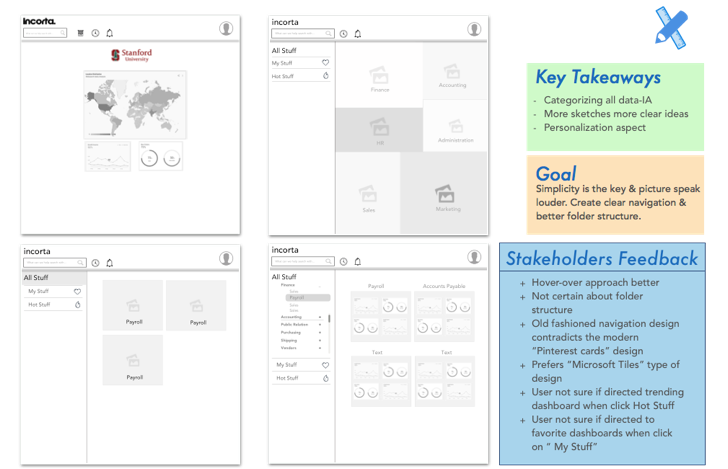 incorta.
Stanford
University
incorta
All Stuff
My Stuff
Hot Stuff
Finance
Accounting
HR
Administration
Sales
Marketing
Key Takeaways
- Categorizing all data-IA
- More sketches more clear ideas
- Personalization aspect
Goal
Simplicity is the key & picture speak
louder. Create clear navigation &
better folder structure.
incorta
All Stuff
My Stuff
Hot Stuff
Payroll
Payroll
Payroll
incorta
All Stuff
Finance
Sales
Payroll
Sales
Sales
Accounting
Public Relation
Purchasing
Shipping
Vendors
My Stuff
Hot Stuff
Payroll
Accounts Payable
Text
Text
Stakeholders Feedback
+ Hover-over approach better
+ Not certain about folder
structure
+ Old fashioned navigation design
contradicts the modern
"Pinterest cards" design
+ Prefers "Microsoft Tiles" type of
design
+ User not sure if directed trending
dashboard when click Hot Stuff
+ User not sure if directed to
favorite dashboards when click
on " My Stuff"